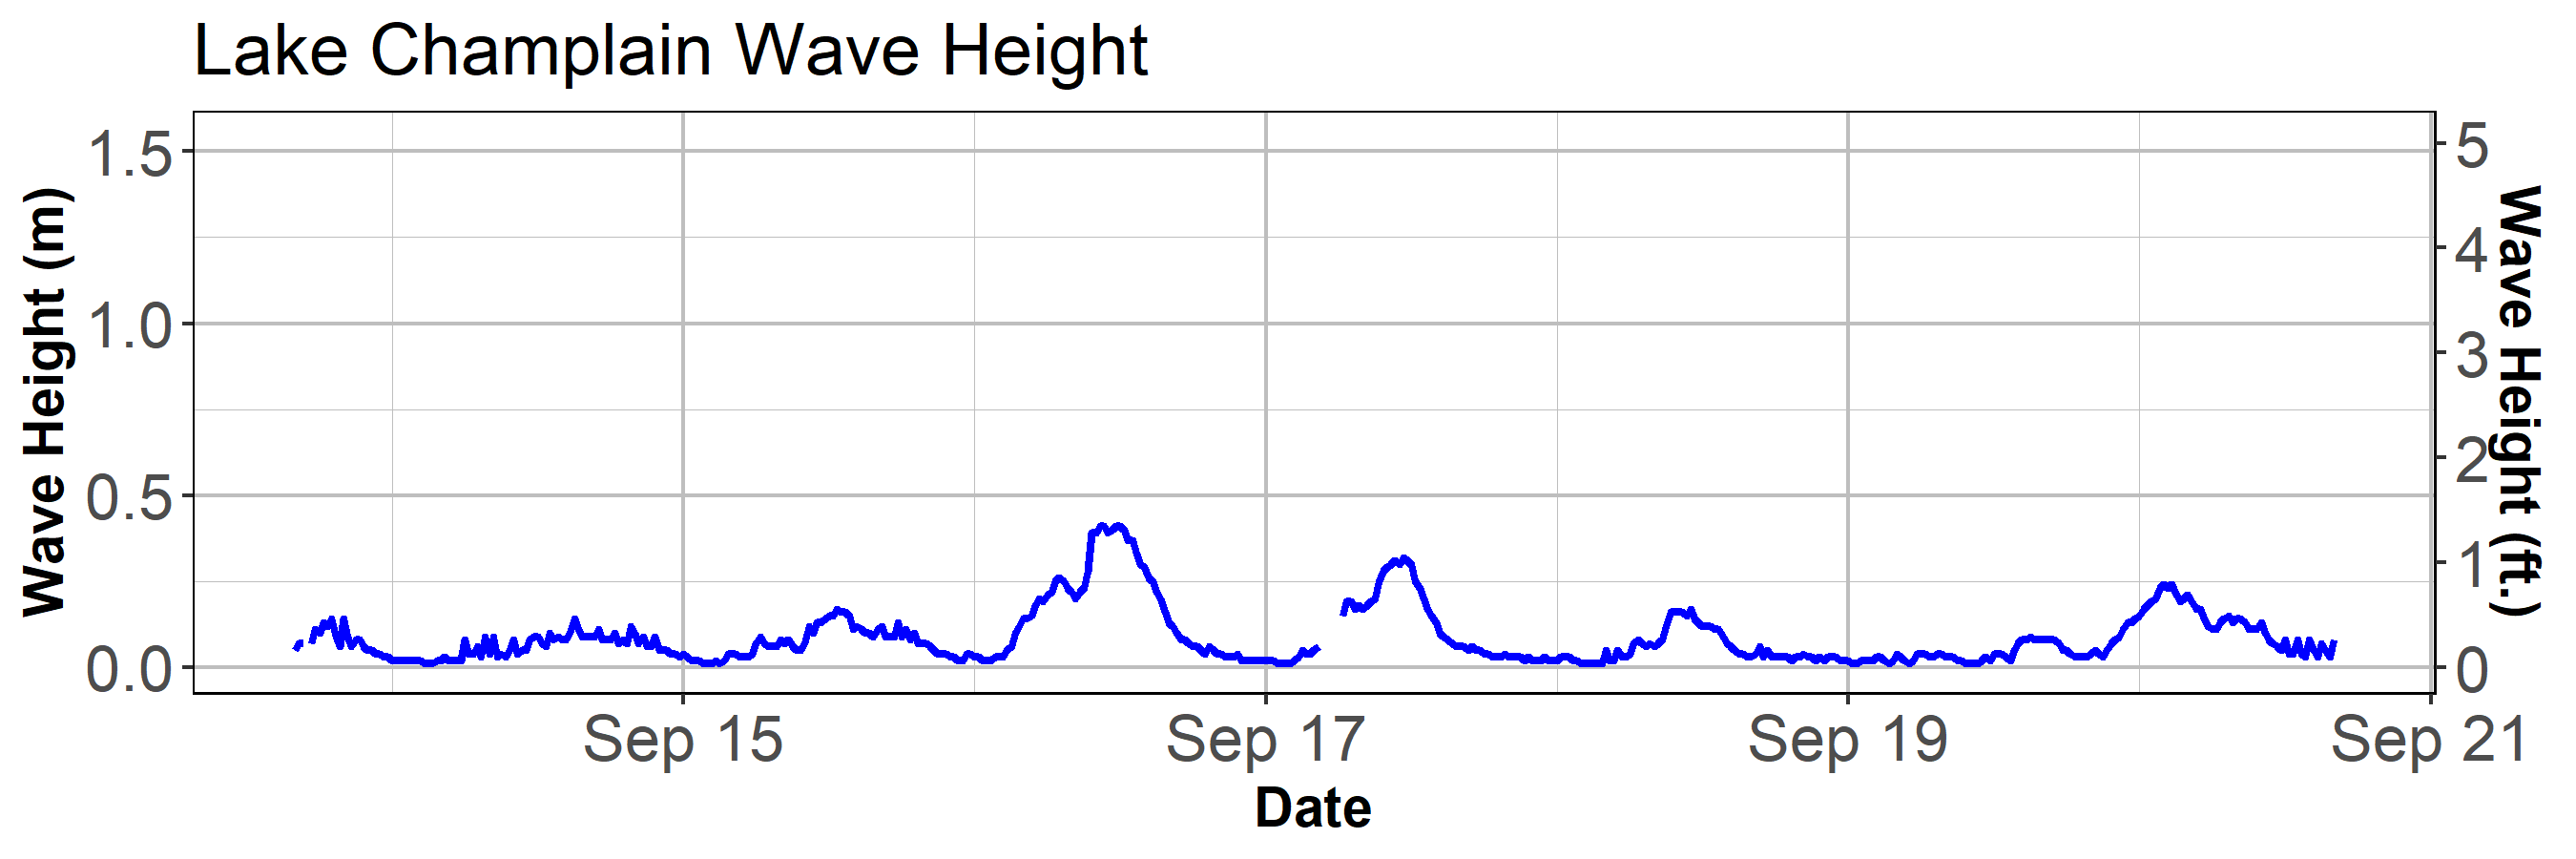 Lake Champlain Wave Height
Wave Height (m)
1.5
1.0
0.5
0.0
5
4
3
2
1
0
Wave Height (ft.)
Sep 15
Sep 17
Sep 19
Sep 21
Date